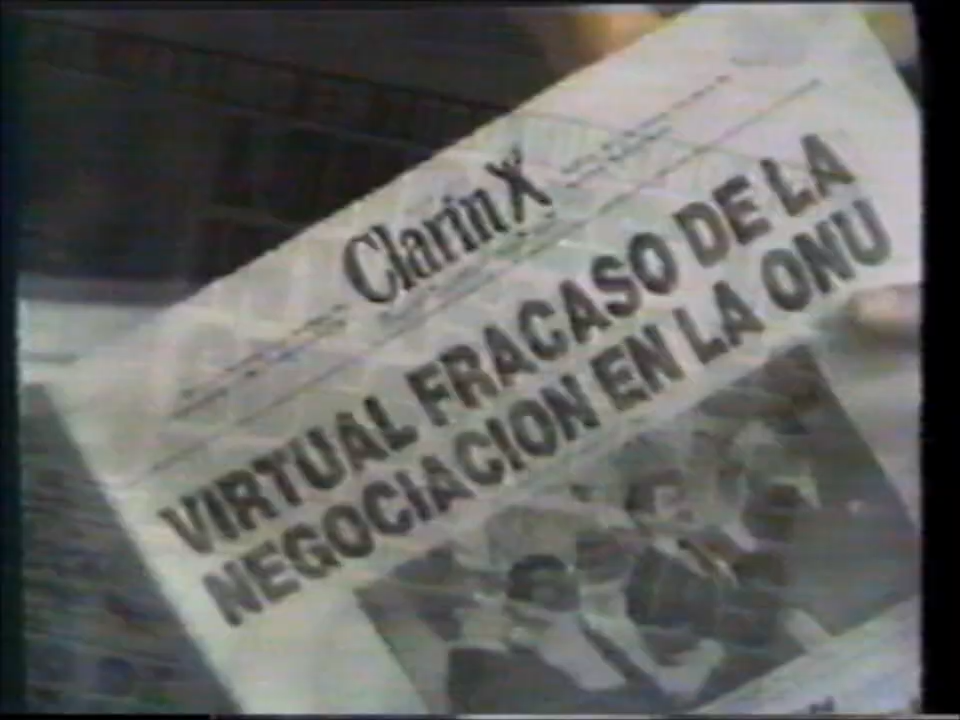 Clarín
VIRTUAL FRACASO DE LA
NEGOCIACION EN LA ONU